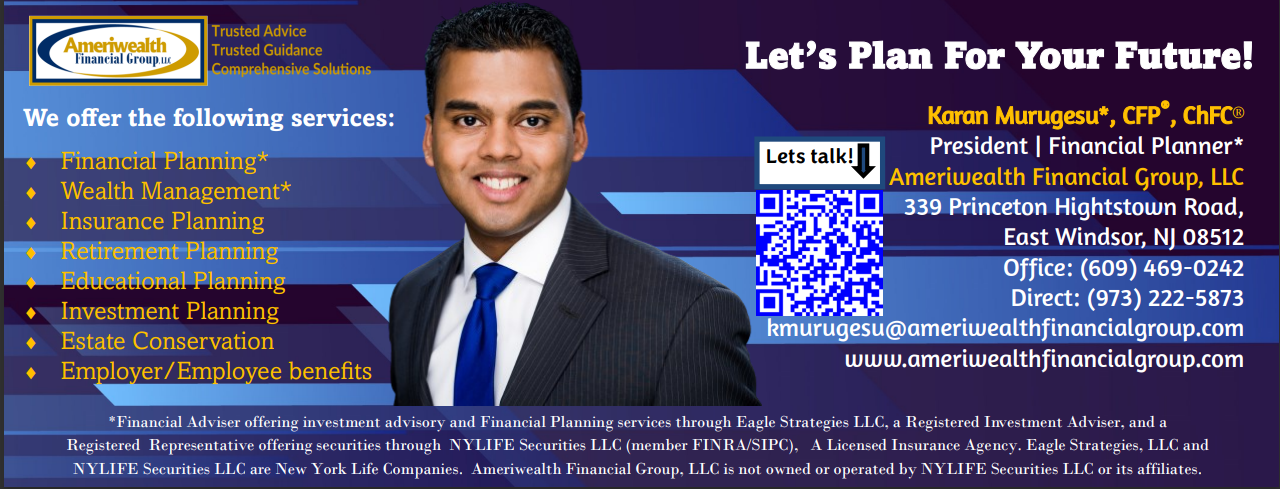 Ameriwealth
Financial Group, LLC
Trusted Advice
Trusted Guidance
Comprehensive Solutions
We offer the following services:
♦ Financial Planning*
♦ Wealth Management*
♦ Insurance Planning
♦ Retirement Planning
♦ Educational Planning
♦ Investment Planning
♦ Estate Conservation
♦ Employer/Employee benefits
Let's Plan For Your Future!
Lets talk!
Karan Murugesu*, CFP®, ChFC®
President | Financial Planner*
Ameriwealth Financial Group, LLC
339 Princeton Hightstown Road,
East Windsor, NJ 08512
Office: (609) 469-0242
Direct: (973) 222-5873
kmurugesu@ameriwealthfinancialgroup.com
www.ameriwealthfinancialgroup.com
*Financial Adviser offering investment advisory and Financial Planning services through Eagle Strategies LLC, a Registered Investment Adviser, and a
Registered Representative offering securities through NYLIFE Securities LLC (member FINRA/SIPC), A Licensed Insurance Agency. Eagle Strategies, LLC and
NYLIFE Securities LLC are New York Life Companies. Ameriwealth Financial Group, LLC is not owned or operated by NYLIFE Securities LLC or its affiliates.